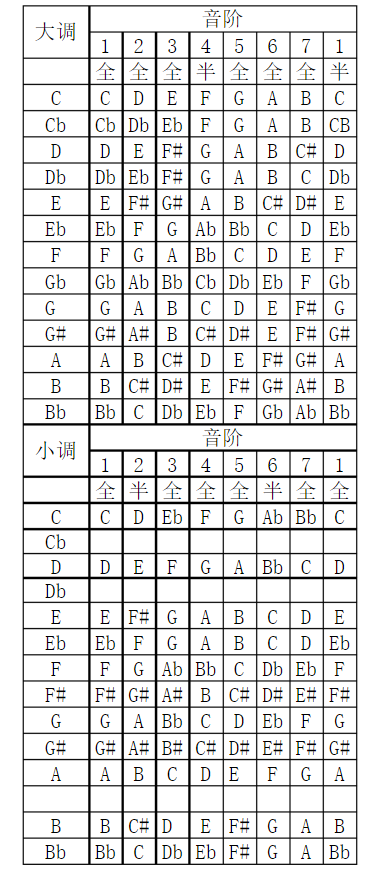 大调 音阶
1 2 3 4 5 6 7 1
全 全 全 半 全 全 全 半
C C D E F G A B C
Cb Cb Db Eb F G A B CB
D D E F# G A B C# D
Db Db Eb F# G A B C Db
E E F# G# A B C# D# E
Eb Eb F G Ab Bb C D Eb
F F G A Bb C D E F
Gb Gb Ab Bb Cb Db Eb F Gb
G G A B C D E F# G
G# G# A# B C# D# E F# G#
A A B C# D E F# G# A
B B C# D# E F# G# A# B
Bb Bb C Db Eb F Gb Ab Bb
小调 音阶
1 2 3 4 5 6 7 1
全 半 全 全 全 半 全 全
C C D Eb F G Ab Bb C
Cb
D D E F G A Bb C D
Db
E E F# G A B C D E
Eb Eb F G A B C D Eb
F F G Ab Bb C Db Eb F
F# F# G# A# B C# D# E# F#
G G A Bb C D Eb F G
G# G# A# B# C# D# E# F# G#
A A B C D E F G A
B B C# D E F# G A B
Bb Bb C Db Eb F# G A Bb